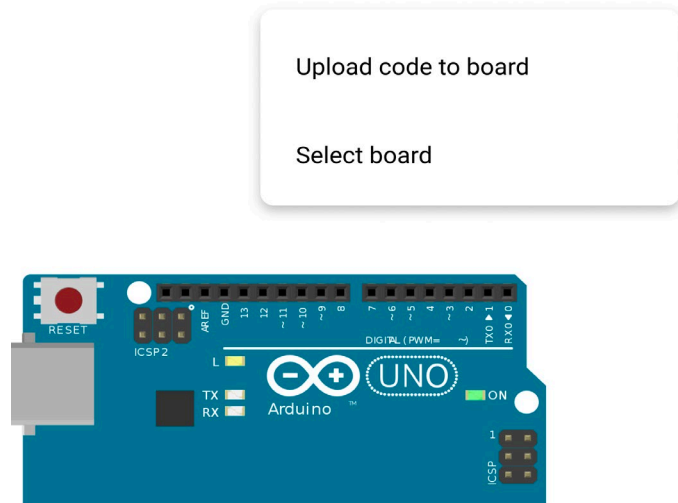 Upload code to board
Select board
RESET
ICSP2
AREF
GND
13
12
~11
~10
~9
8
7
~6
~5
4
~3
2
TX0▶1
RX0◀0
DIGITAL (PWM= ~)
L
TX
RX
Arduino
TM
UNO
ON
1
ICSP